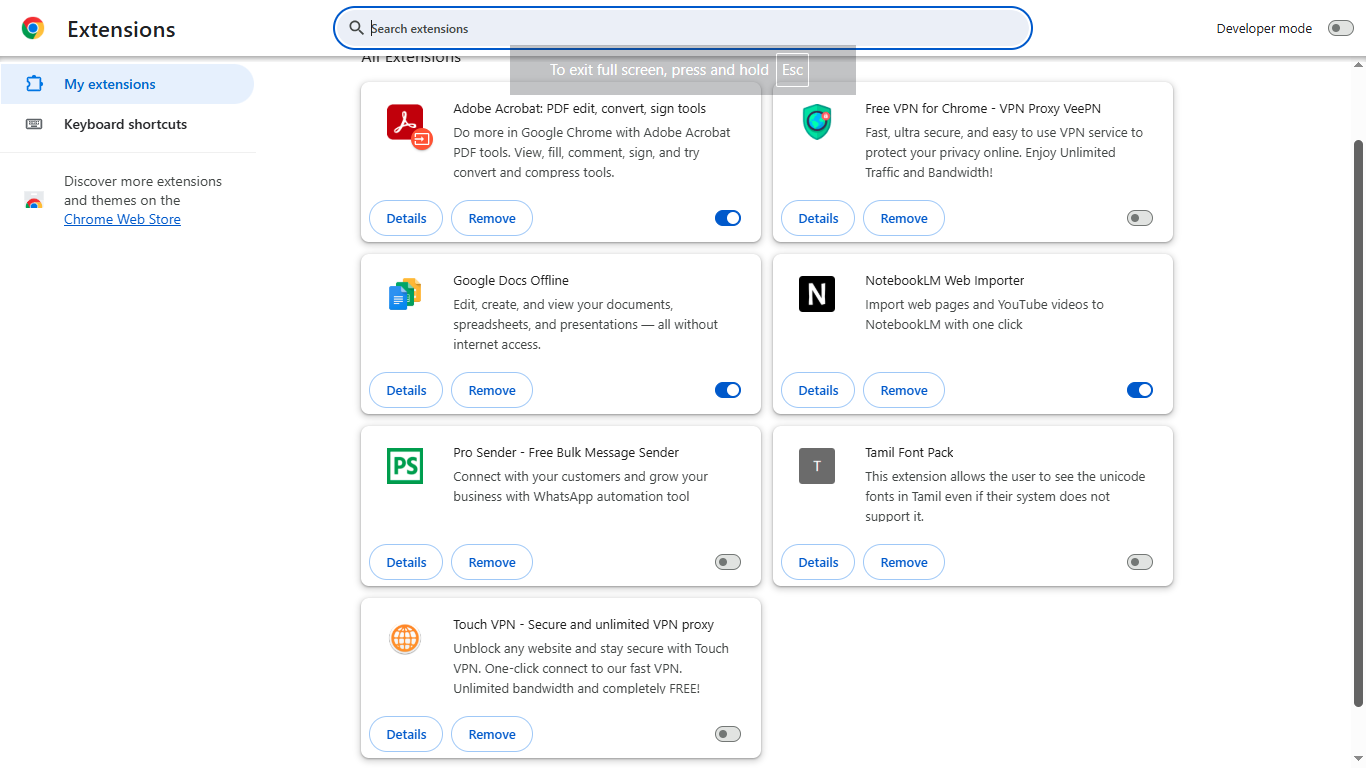 Extensions
Search extensions
Developer mode
My extensions
Keyboard shortcuts
Discover more extensions
and themes on the
Chrome Web Store
All Extensions
To exit full screen, press and hold Esc
Adobe Acrobat: PDF edit, convert, sign tools
Do more in Google Chrome with Adobe Acrobat
PDF tools. View, fill, comment, sign, and try
convert and compress tools.
Details
Remove
Free VPN for Chrome - VPN Proxy VeePN
Fast, ultra secure, and easy to use VPN service to
protect your privacy online. Enjoy Unlimited
Traffic and Bandwidth!
Details
Remove
Google Docs Offline
Edit, create, and view your documents,
spreadsheets, and presentations — all without
internet access.
Details
Remove
N
NotebookLM Web Importer
Import web pages and YouTube videos to
NotebookLM with one click
Details
Remove
PS
Pro Sender - Free Bulk Message Sender
Connect with your customers and grow your
business with WhatsApp automation tool
Details
Remove
T
Tamil Font Pack
This extension allows the user to see the unicode
fonts in Tamil even if their system does not
support it.
Details
Remove
Touch VPN - Secure and unlimited VPN proxy
Unblock any website and stay secure with Touch
VPN. One-click connect to our fast VPN.
Unlimited bandwidth and completely FREE!
Details
Remove